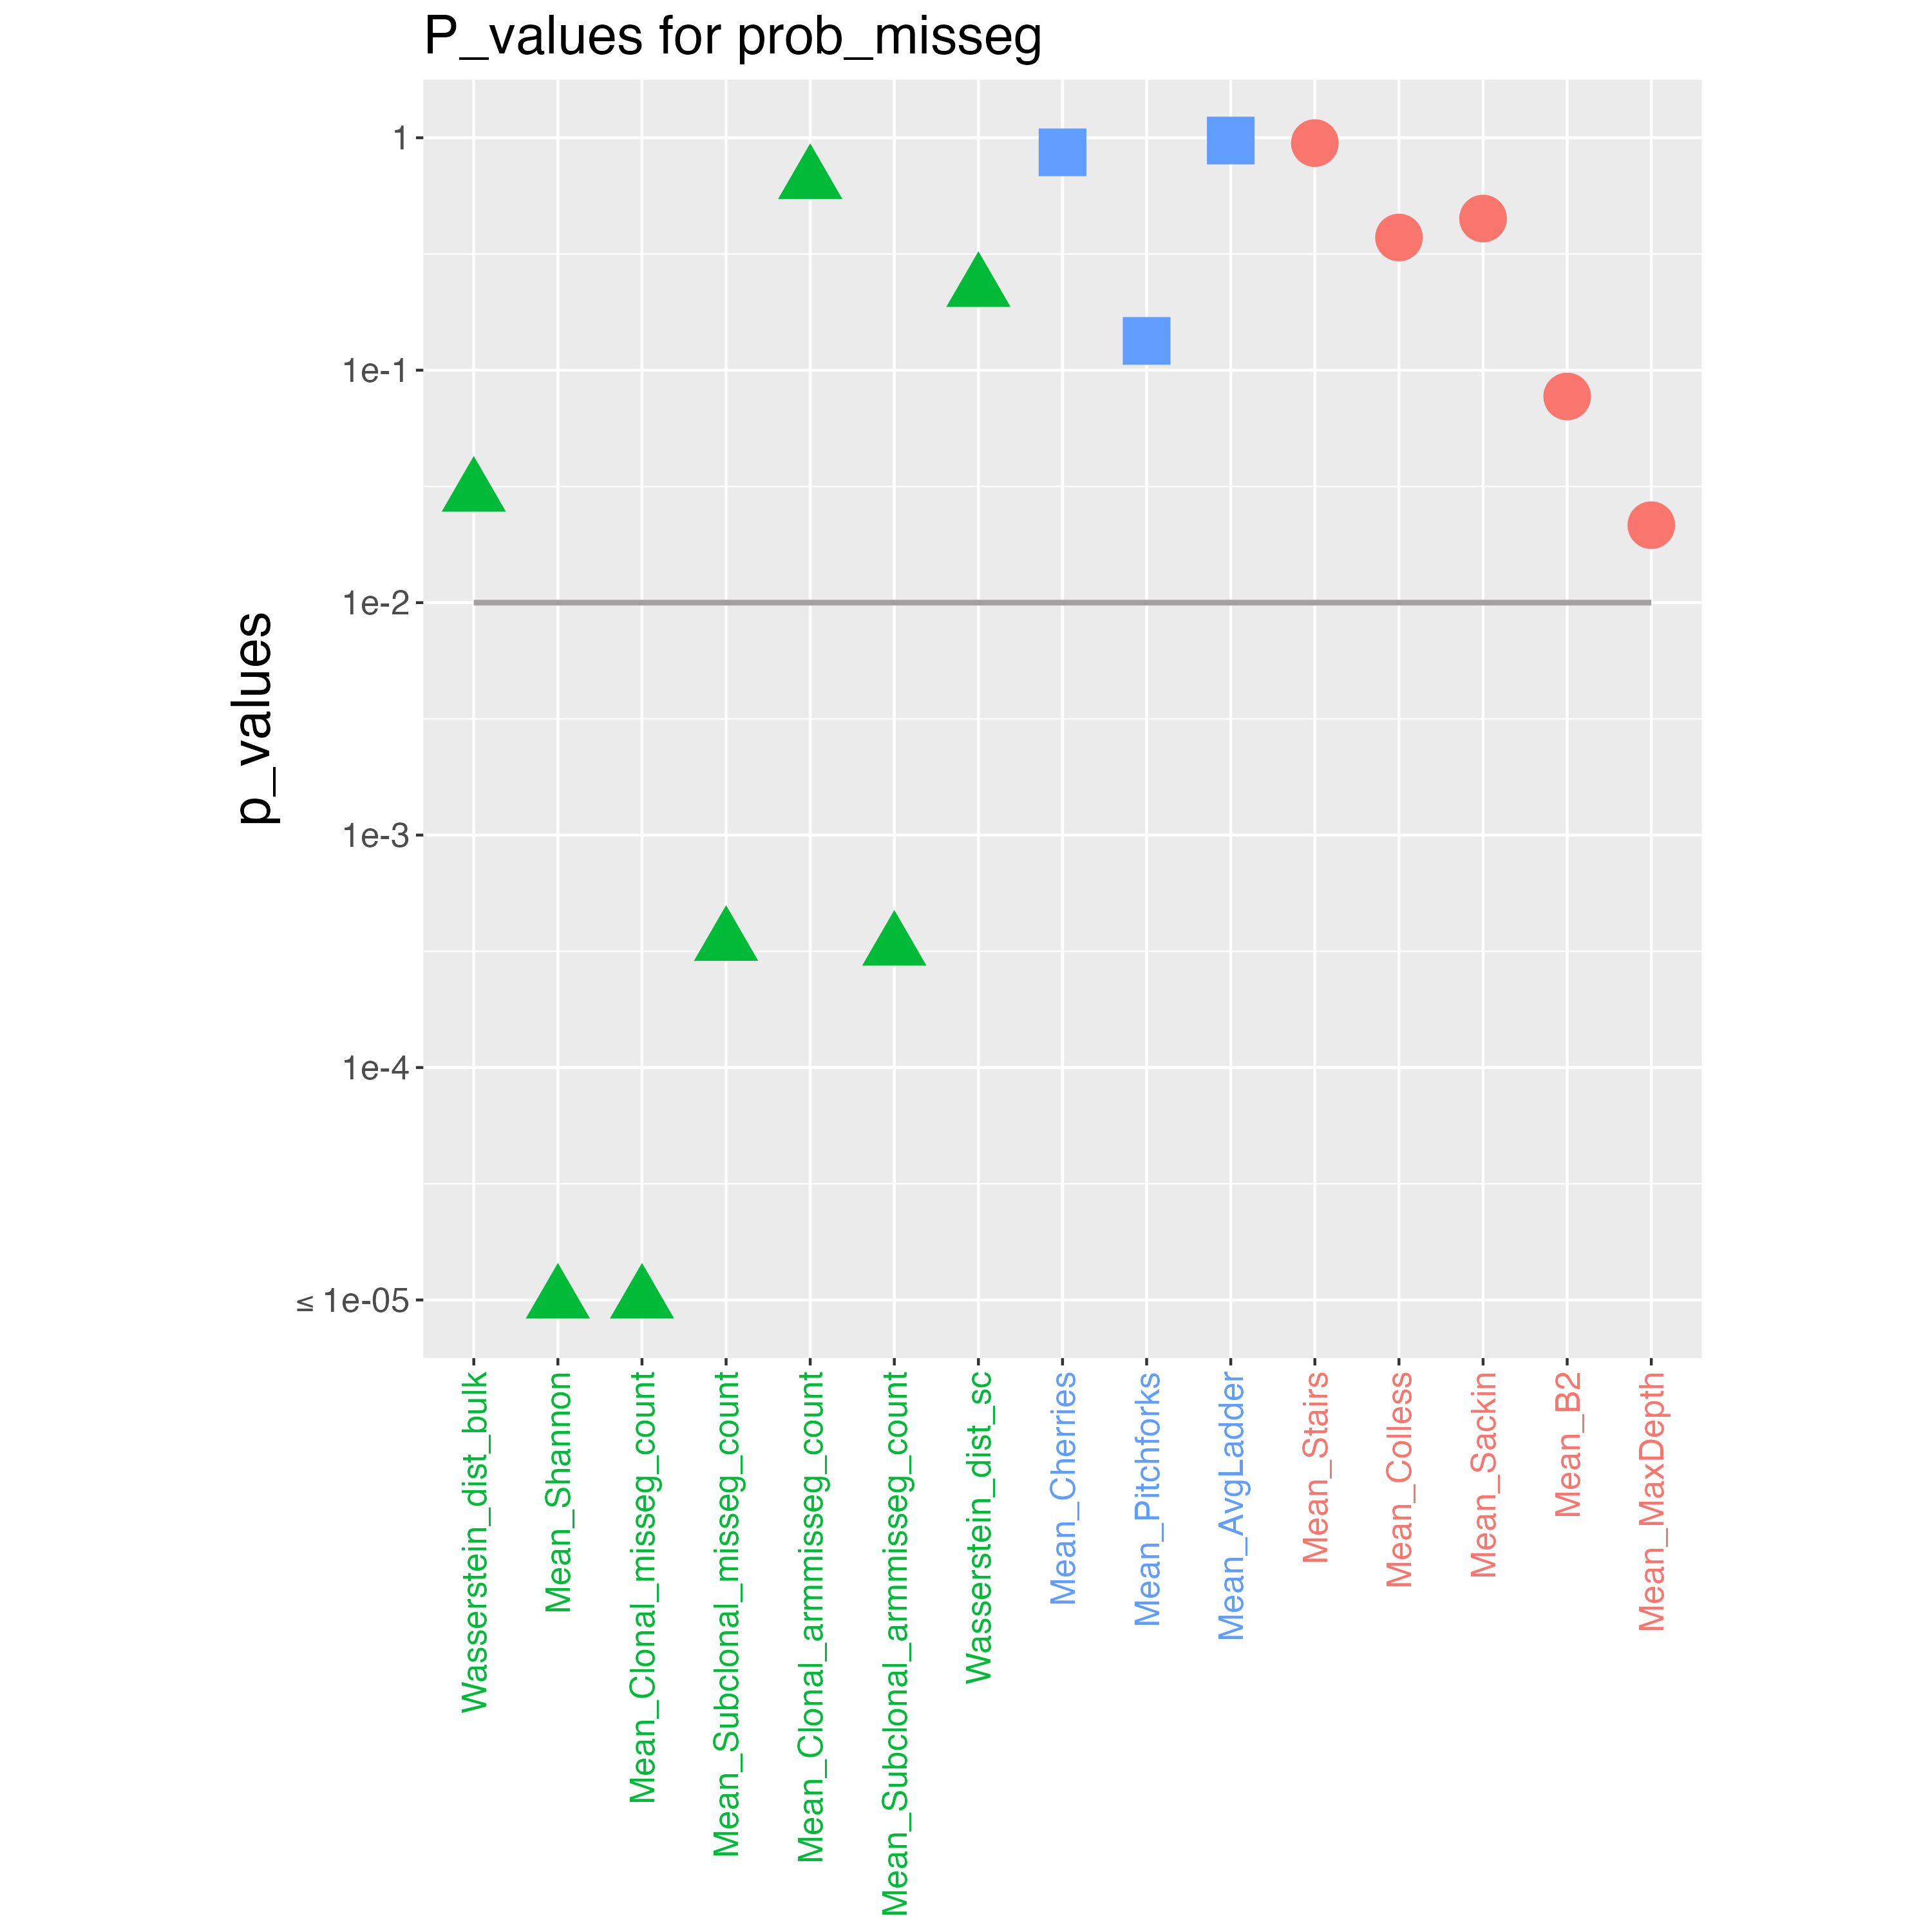 P_values for prob_misseg
p_values
1
1e-1
1e-2
1e-3
1e-4
≤ 1e-05
Wasserstein_dist_bulk
Mean_Shannon
Mean_Clonal_misseg_count
Mean_Subclonal_misseg_count
Mean_Clonal_armmisseg_count
Mean_Subclonal_armmisseg_count
Wasserstein_dist_sc
Mean_Cherries
Mean_Pitchforks
Mean_AvgLadder
Mean_Stairs
Mean_Colless
Mean_Sackin
Mean_B2
Mean_MaxDepth